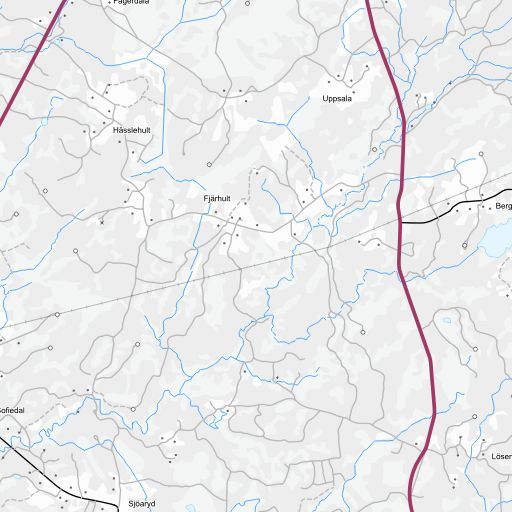 Fagerdala
Uppsala
Hässlehult
Fjärhult
Berg
Sofiedal
Lösen
Sjöaryd